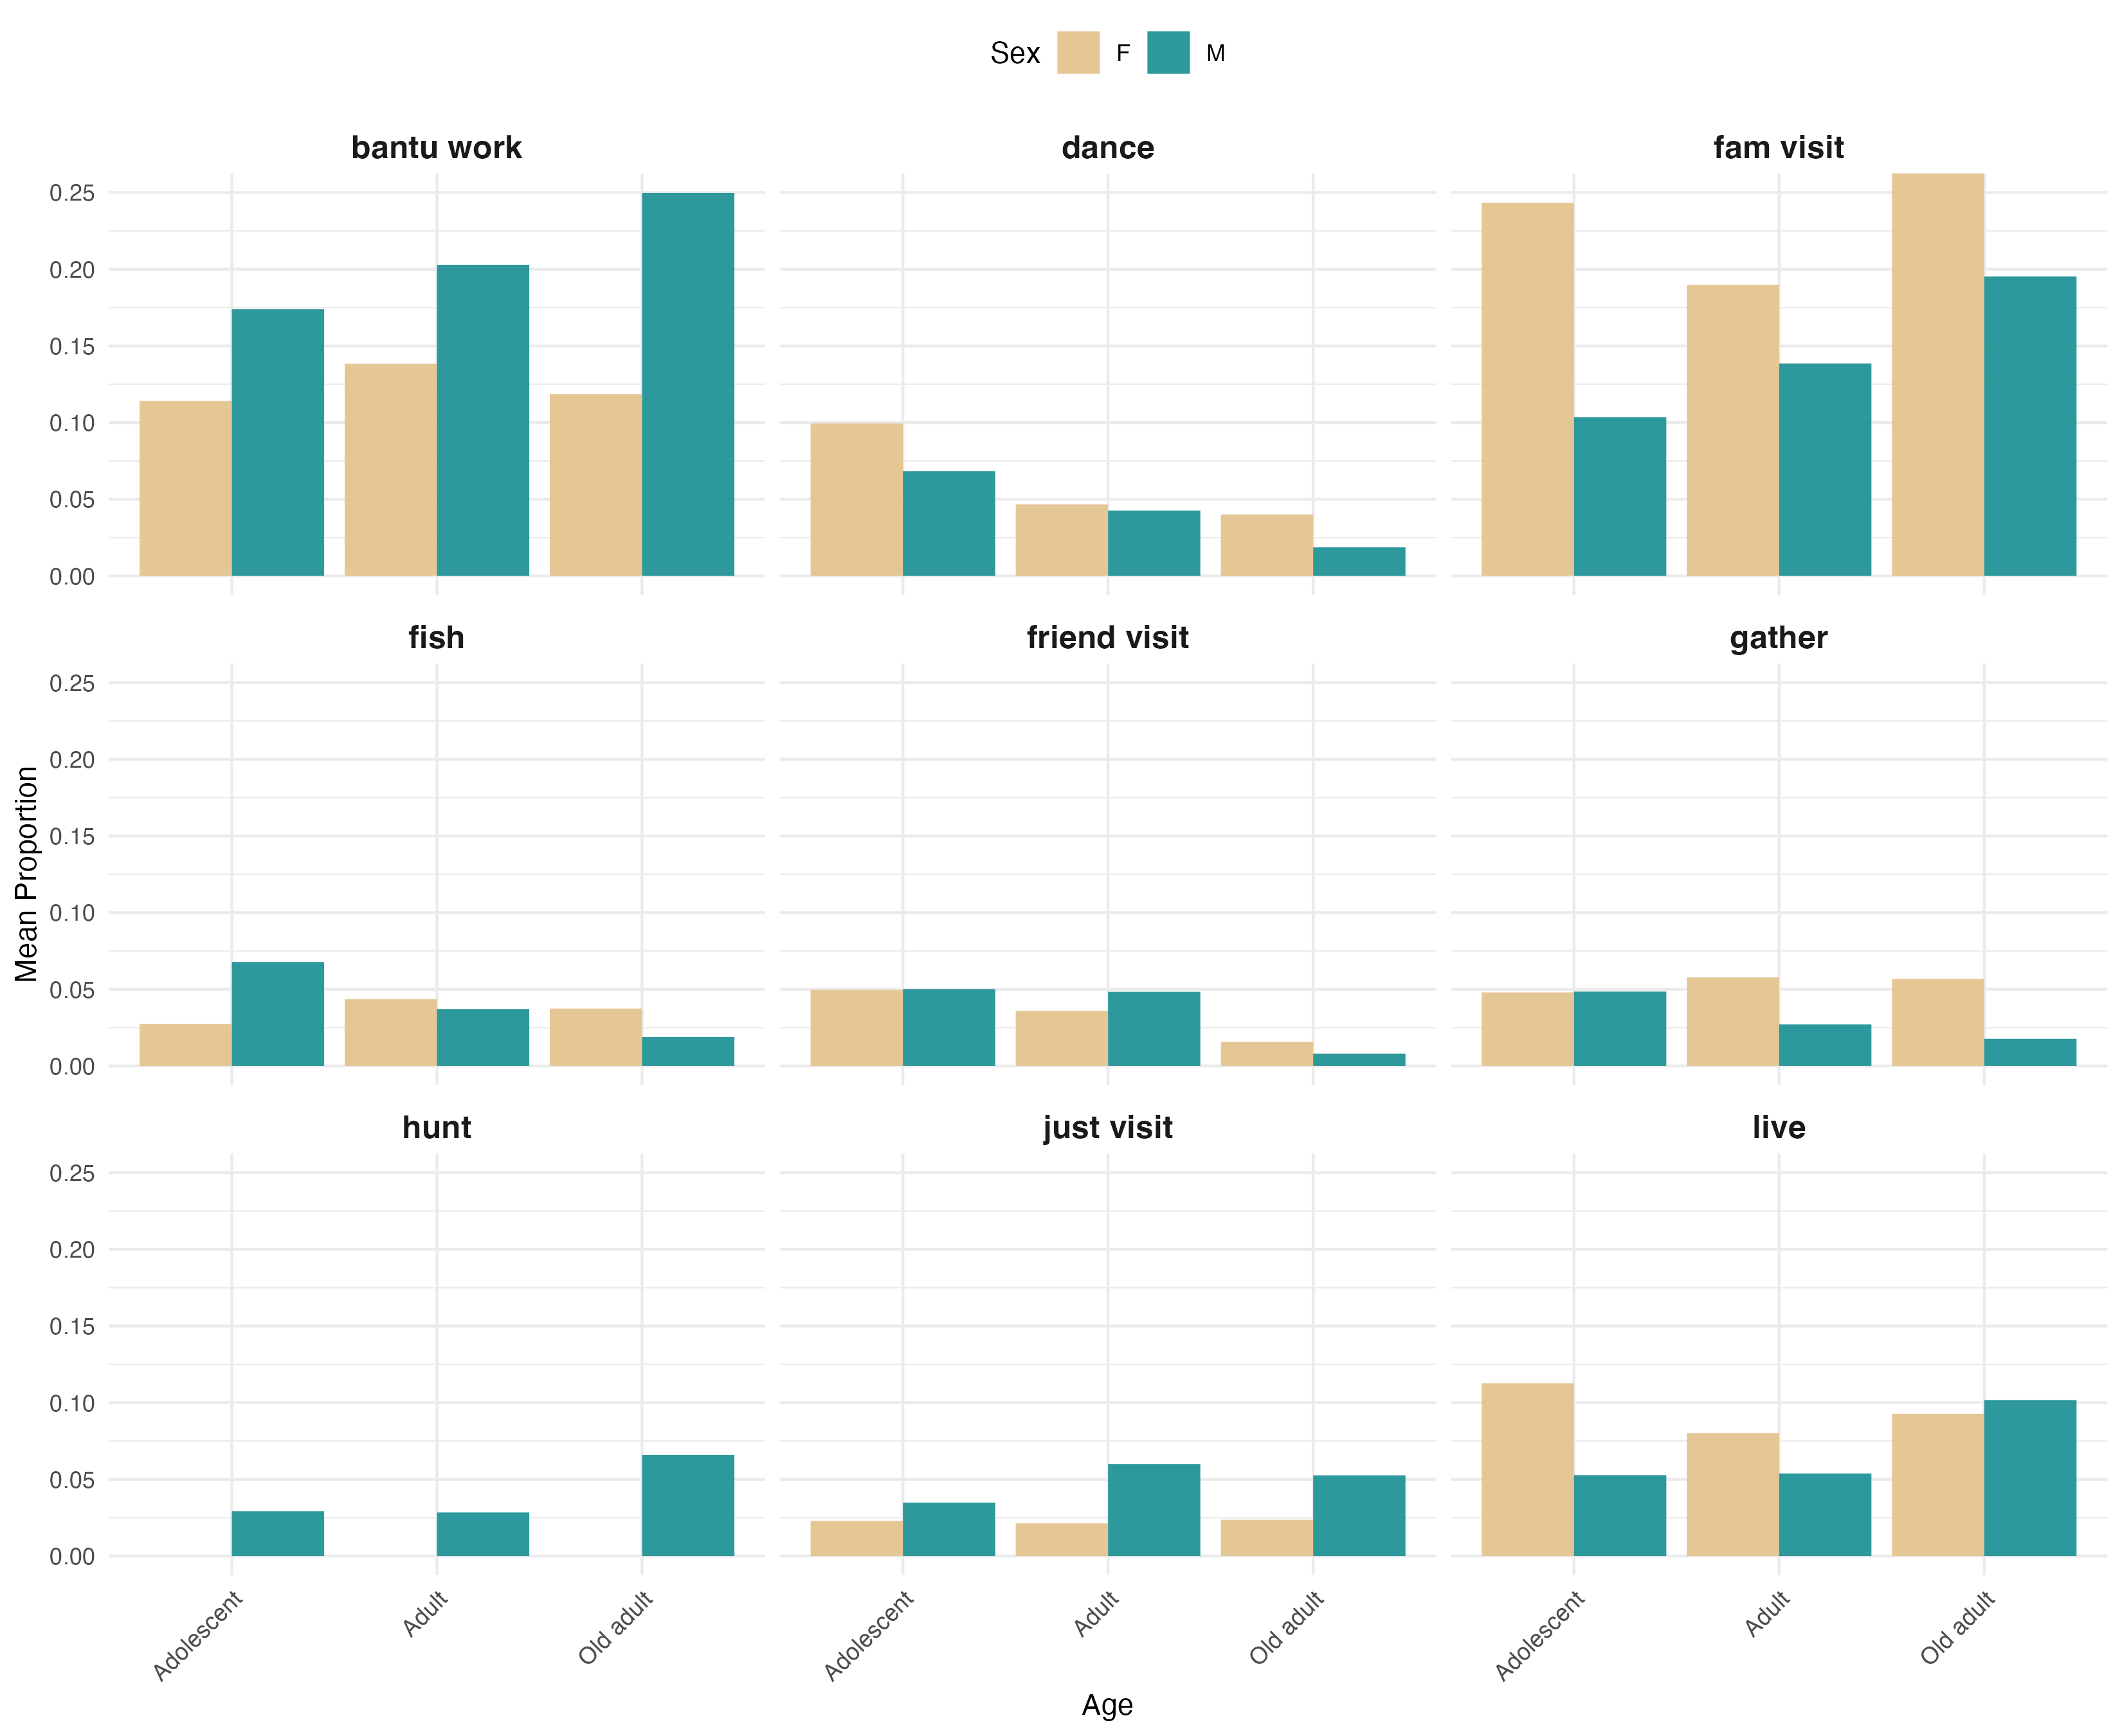 Sex F M
bantu work dance fam visit
0.25
0.20
0.15
0.10
0.05
0.00
fish friend visit gather
0.25
0.20
0.15
0.10
0.05
0.00
Mean Proportion
hunt just visit live
0.25
0.20
0.15
0.10
0.05
0.00
Adolescent Adult Old adult Adolescent Adult Old adult Adolescent Adult Old adult
Age